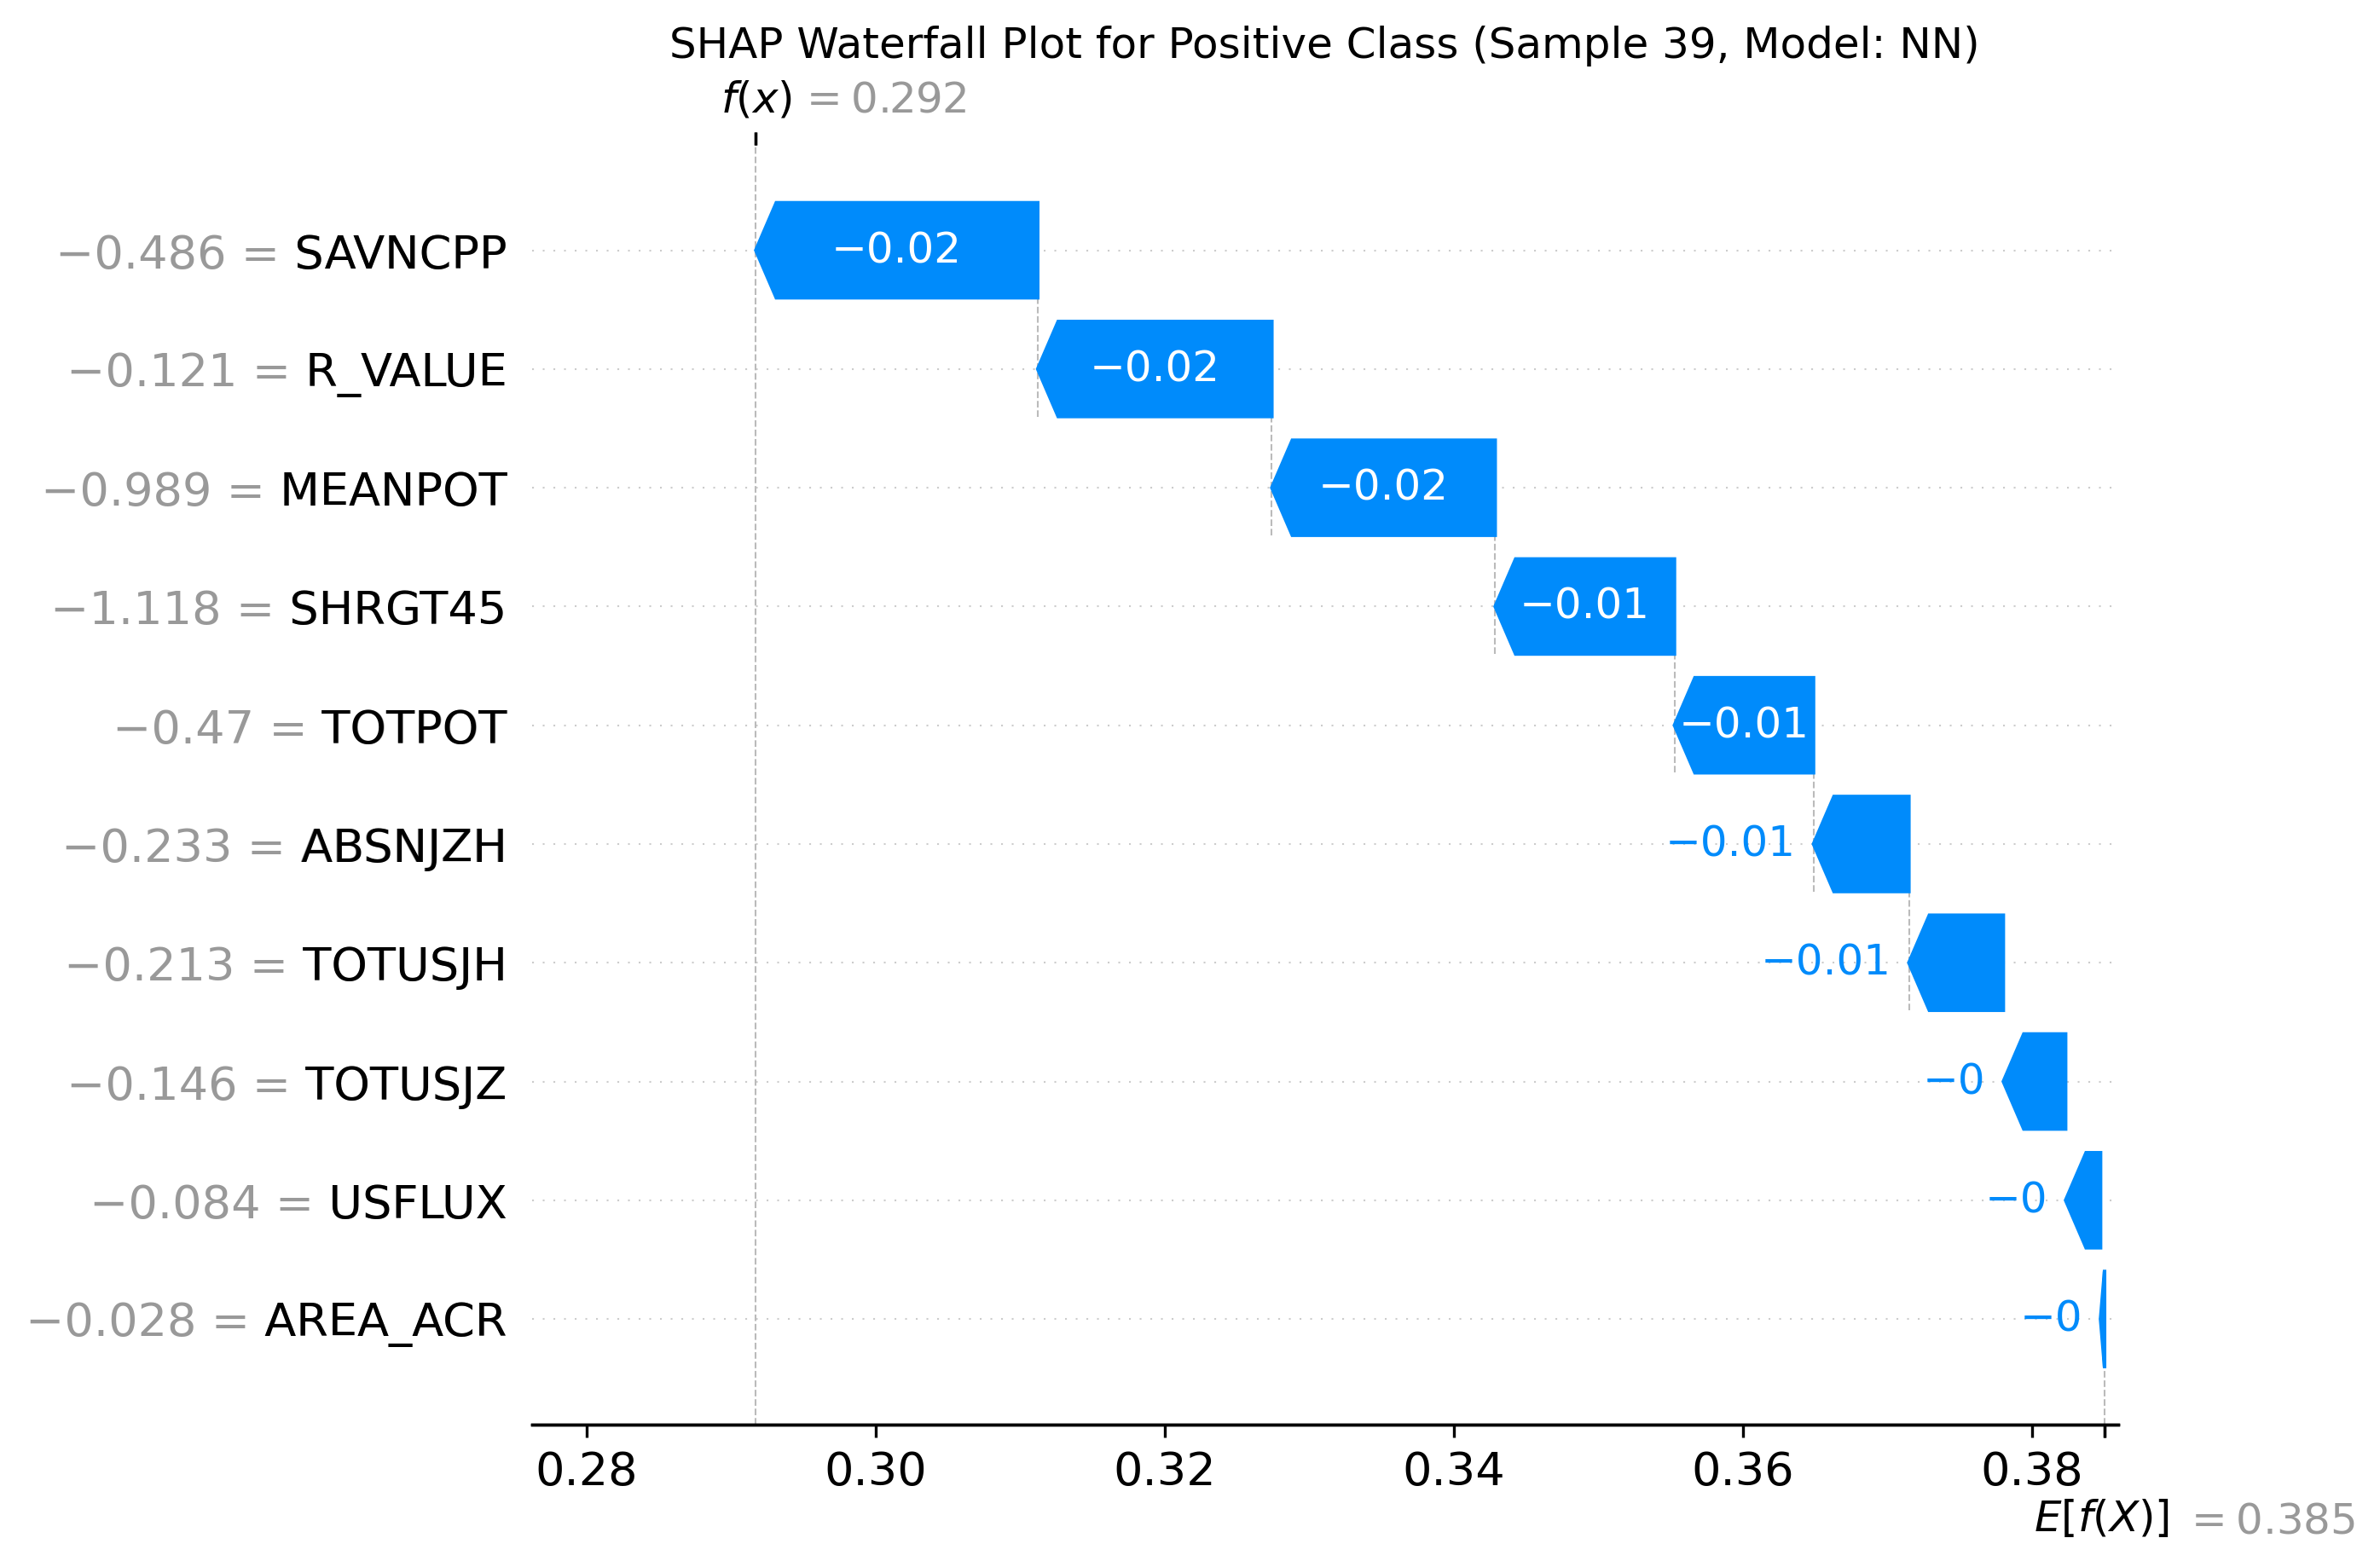 SHAP Waterfall Plot for Positive Class (Sample 39, Model: NN)
f(x) = 0.292
−0.486 = SAVNCPP −0.02
−0.121 = R_VALUE −0.02
−0.989 = MEANPOT −0.02
−1.118 = SHRGT45 −0.01
−0.47 = TOTPOT −0.01
−0.233 = ABSNJZH −0.01
−0.213 = TOTUSJH −0.01
−0.146 = TOTUSJZ −0
−0.084 = USFLUX −0
−0.028 = AREA_ACR −0
0.28 0.30 0.32 0.34 0.36 0.38
E[f(X)] = 0.385